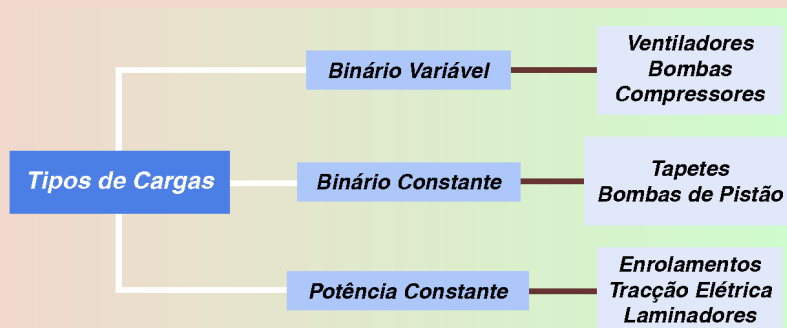 Tipos de Cargas
Binário Variável
Ventiladores
Bombas
Compressores
Binário Constante
Tapetes
Bombas de Pistão
Potência Constante
Enrolamentos
Tracção Elétrica
Laminadores